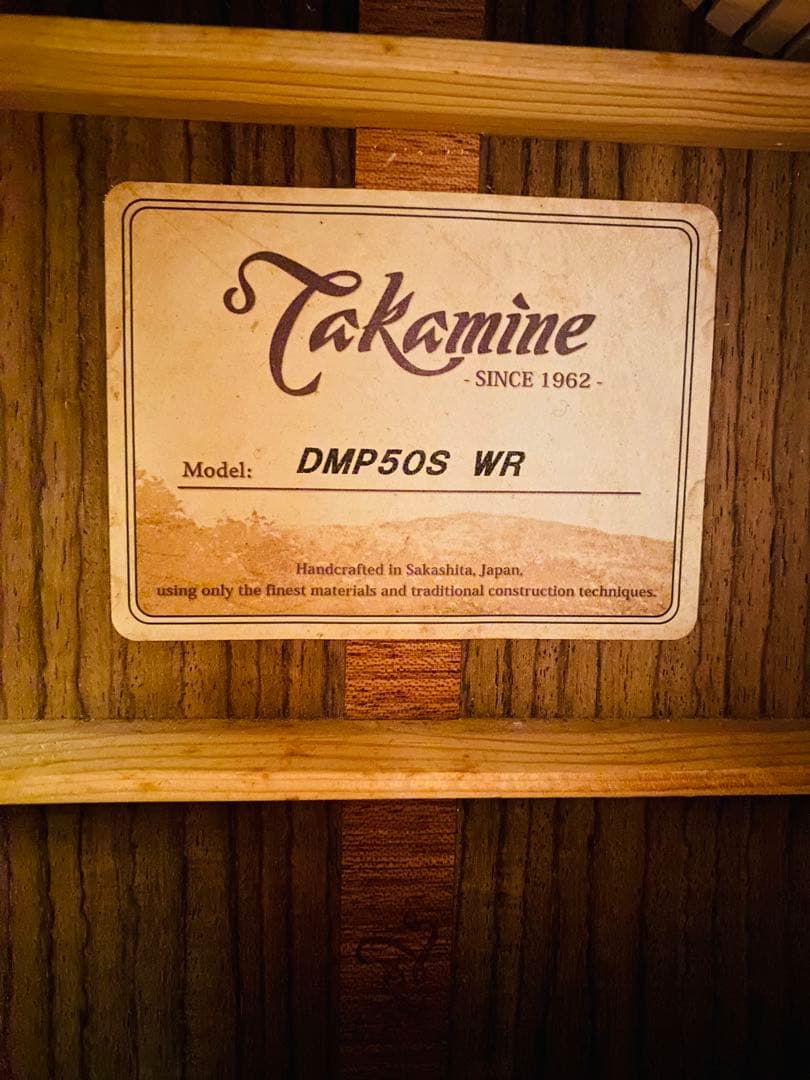 Takamine
- SINCE 1962 -
Model: DMP50S WR
Handcrafted in Sakashita, Japan,
using only the finest materials and traditional construction techniques.